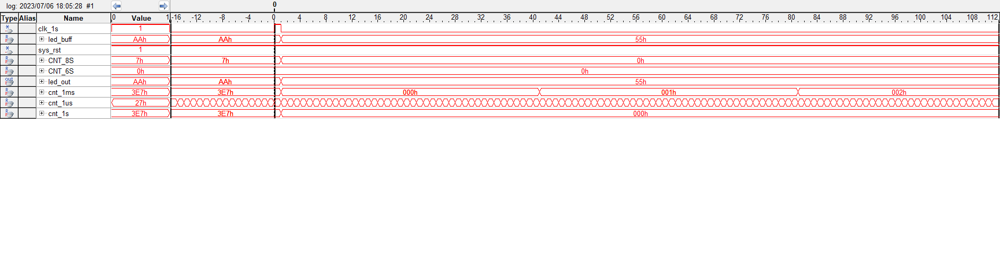 log: 2023/07/06 18:05:28 #1
0
Type Alias Name 0 Value 1 -16 -12 -8 -4 0 4 8 12 16 20 24 28 32 36 40 44 48 52 56 60 64 68 72 76 80 84 88 92 96 100 104 108 112
* clk_1s 1
R led_buff AAh AAh 55h
* sys_rst 1
R CNT_8S 7h 7h 0h
R CNT_6S 0h 0h
out led_out AAh AAh 55h
R cnt_1ms 3E7h 3E7h 000h 001h 002h
R cnt_1us 27h
R cnt_1s 3E7h 3E7h 000h